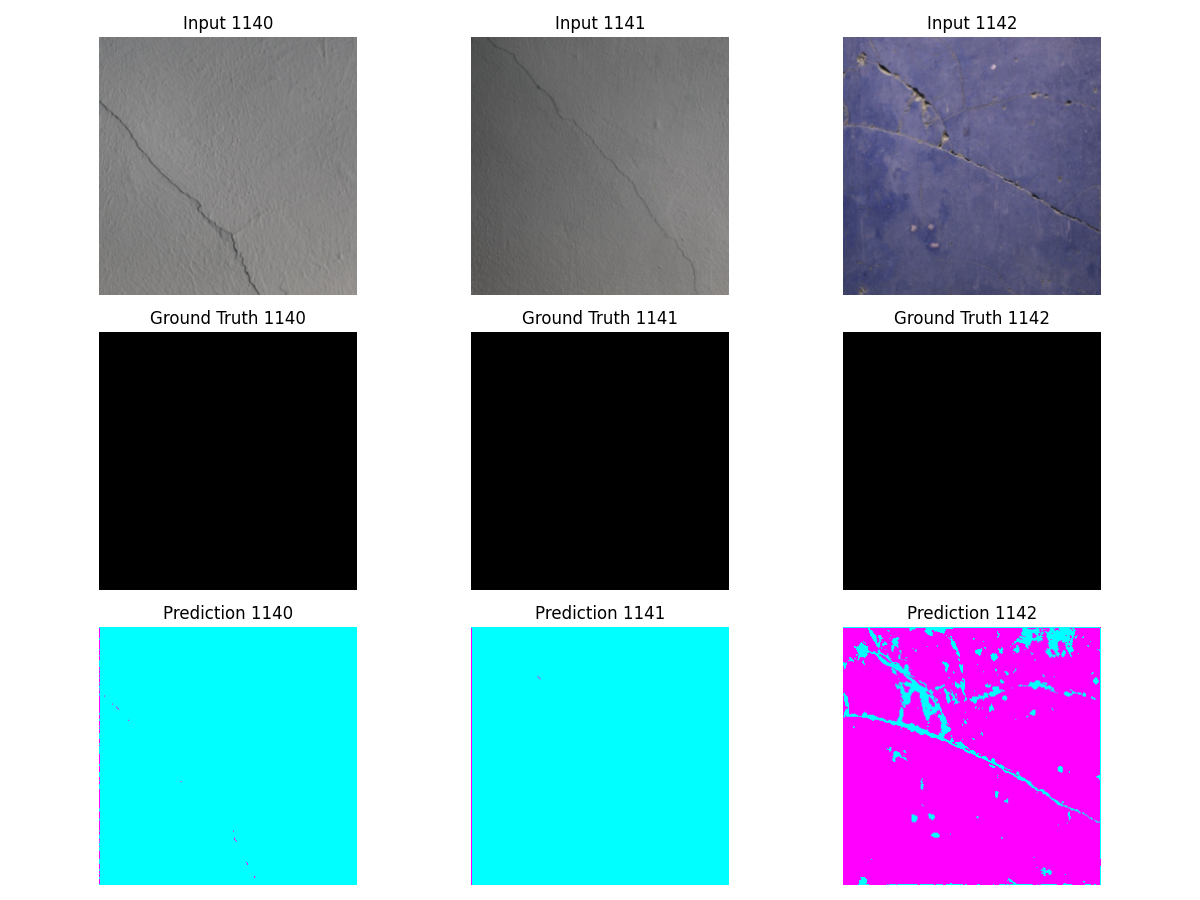 Input 1140
Input 1141
Input 1142
Ground Truth 1140
Ground Truth 1141
Ground Truth 1142
Prediction 1140
Prediction 1141
Prediction 1142